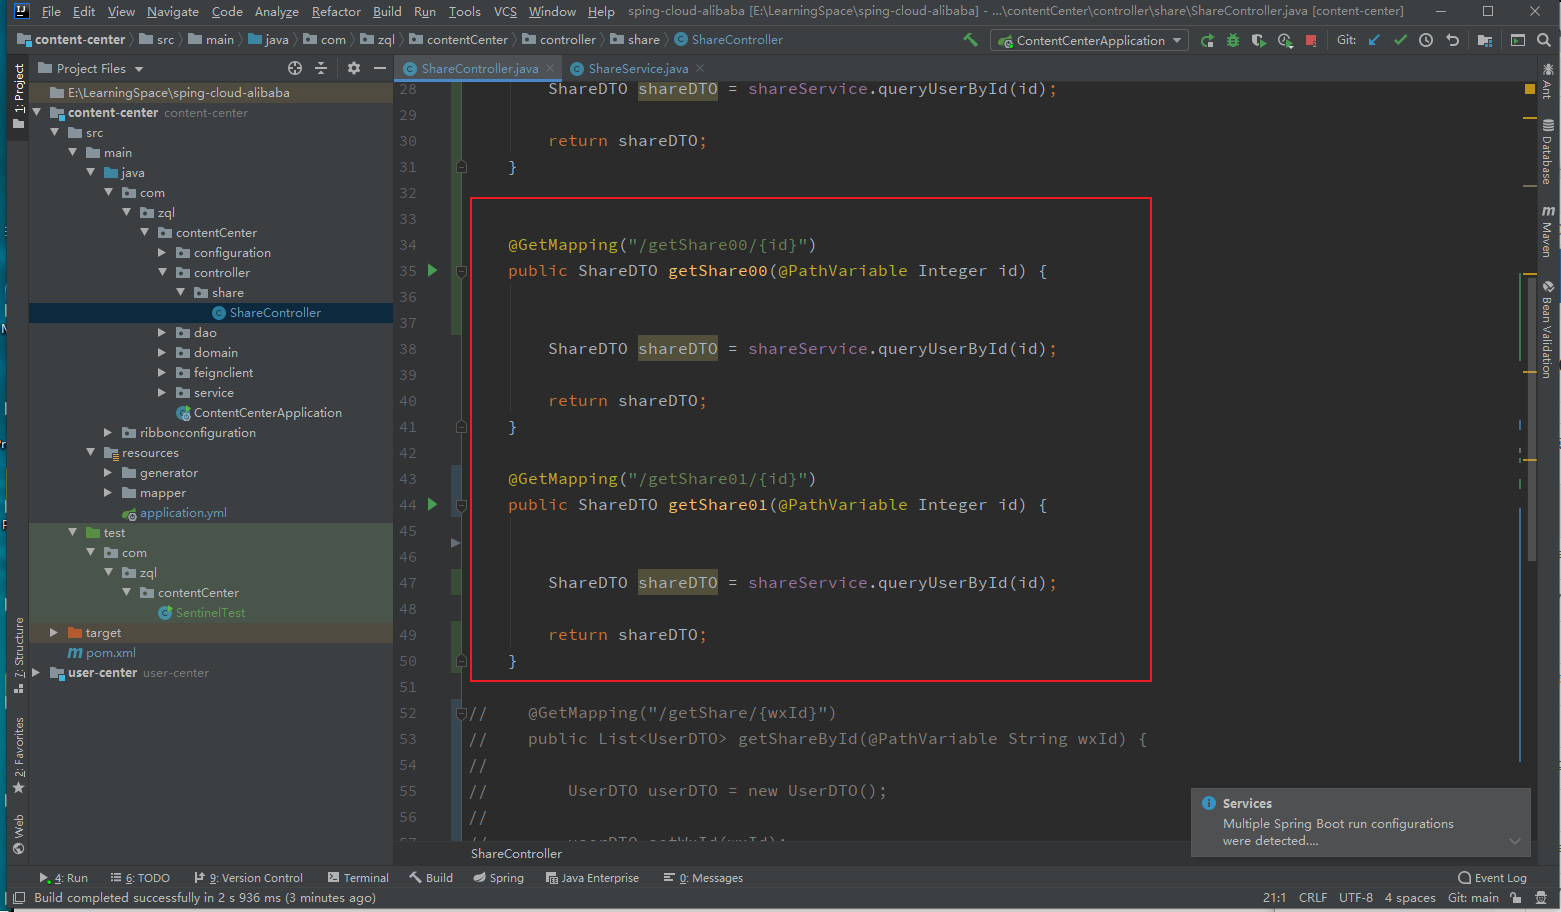 File Edit View Navigate Code Analyze Refactor Build Run Tools VCS Window Help sping-cloud-alibaba [E:\LearningSpace\sping-cloud-alibaba] - ...\contentCenter\controller\share\ShareController.java [content-center]
content-center src main java com zql contentCenter controller share ShareController ContentCenterApplication Git:
1: Project
7: Structure
2: Favorites
Web
Project Files
E:\LearningSpace\sping-cloud-alibaba
content-center content-center
src
main
java
com
zql
contentCenter
configuration
controller
share
ShareController
dao
domain
feignclient
service
ContentCenterApplication
ribbonconfiguration
resources
generator
mapper
application.yml
test
com
zql
contentCenter
SentinelTest
target
pom.xml
user-center user-center
ShareController.java ShareService.java
28 ShareDTO shareDTO = shareService.queryUserById(id);
29
30 return shareDTO;
31 }
32
33
34 @GetMapping("/getShare00/{id}")
35 public ShareDTO getShare00(@PathVariable Integer id) {
36
37
38 ShareDTO shareDTO = shareService.queryUserById(id);
39
40 return shareDTO;
41 }
42
43 @GetMapping("/getShare01/{id}")
44 public ShareDTO getShare01(@PathVariable Integer id) {
45
46
47 ShareDTO shareDTO = shareService.queryUserById(id);
48
49 return shareDTO;
50 }
51
52 // @GetMapping("/getShare/{wxId}")
53 // public List<UserDTO> getShareById(@PathVariable String wxId) {
54 //
55 // UserDTO userDTO = new UserDTO();
56 //
ShareController
Ant
Database
Maven
Bean Validation
Services
Multiple Spring Boot run configurations
were detected....
4: Run 6: TODO 9: Version Control Terminal Build Spring Java Enterprise 0: Messages Event Log
Build completed successfully in 2 s 936 ms (3 minutes ago) 21:1 CRLF UTF-8 4 spaces Git: main